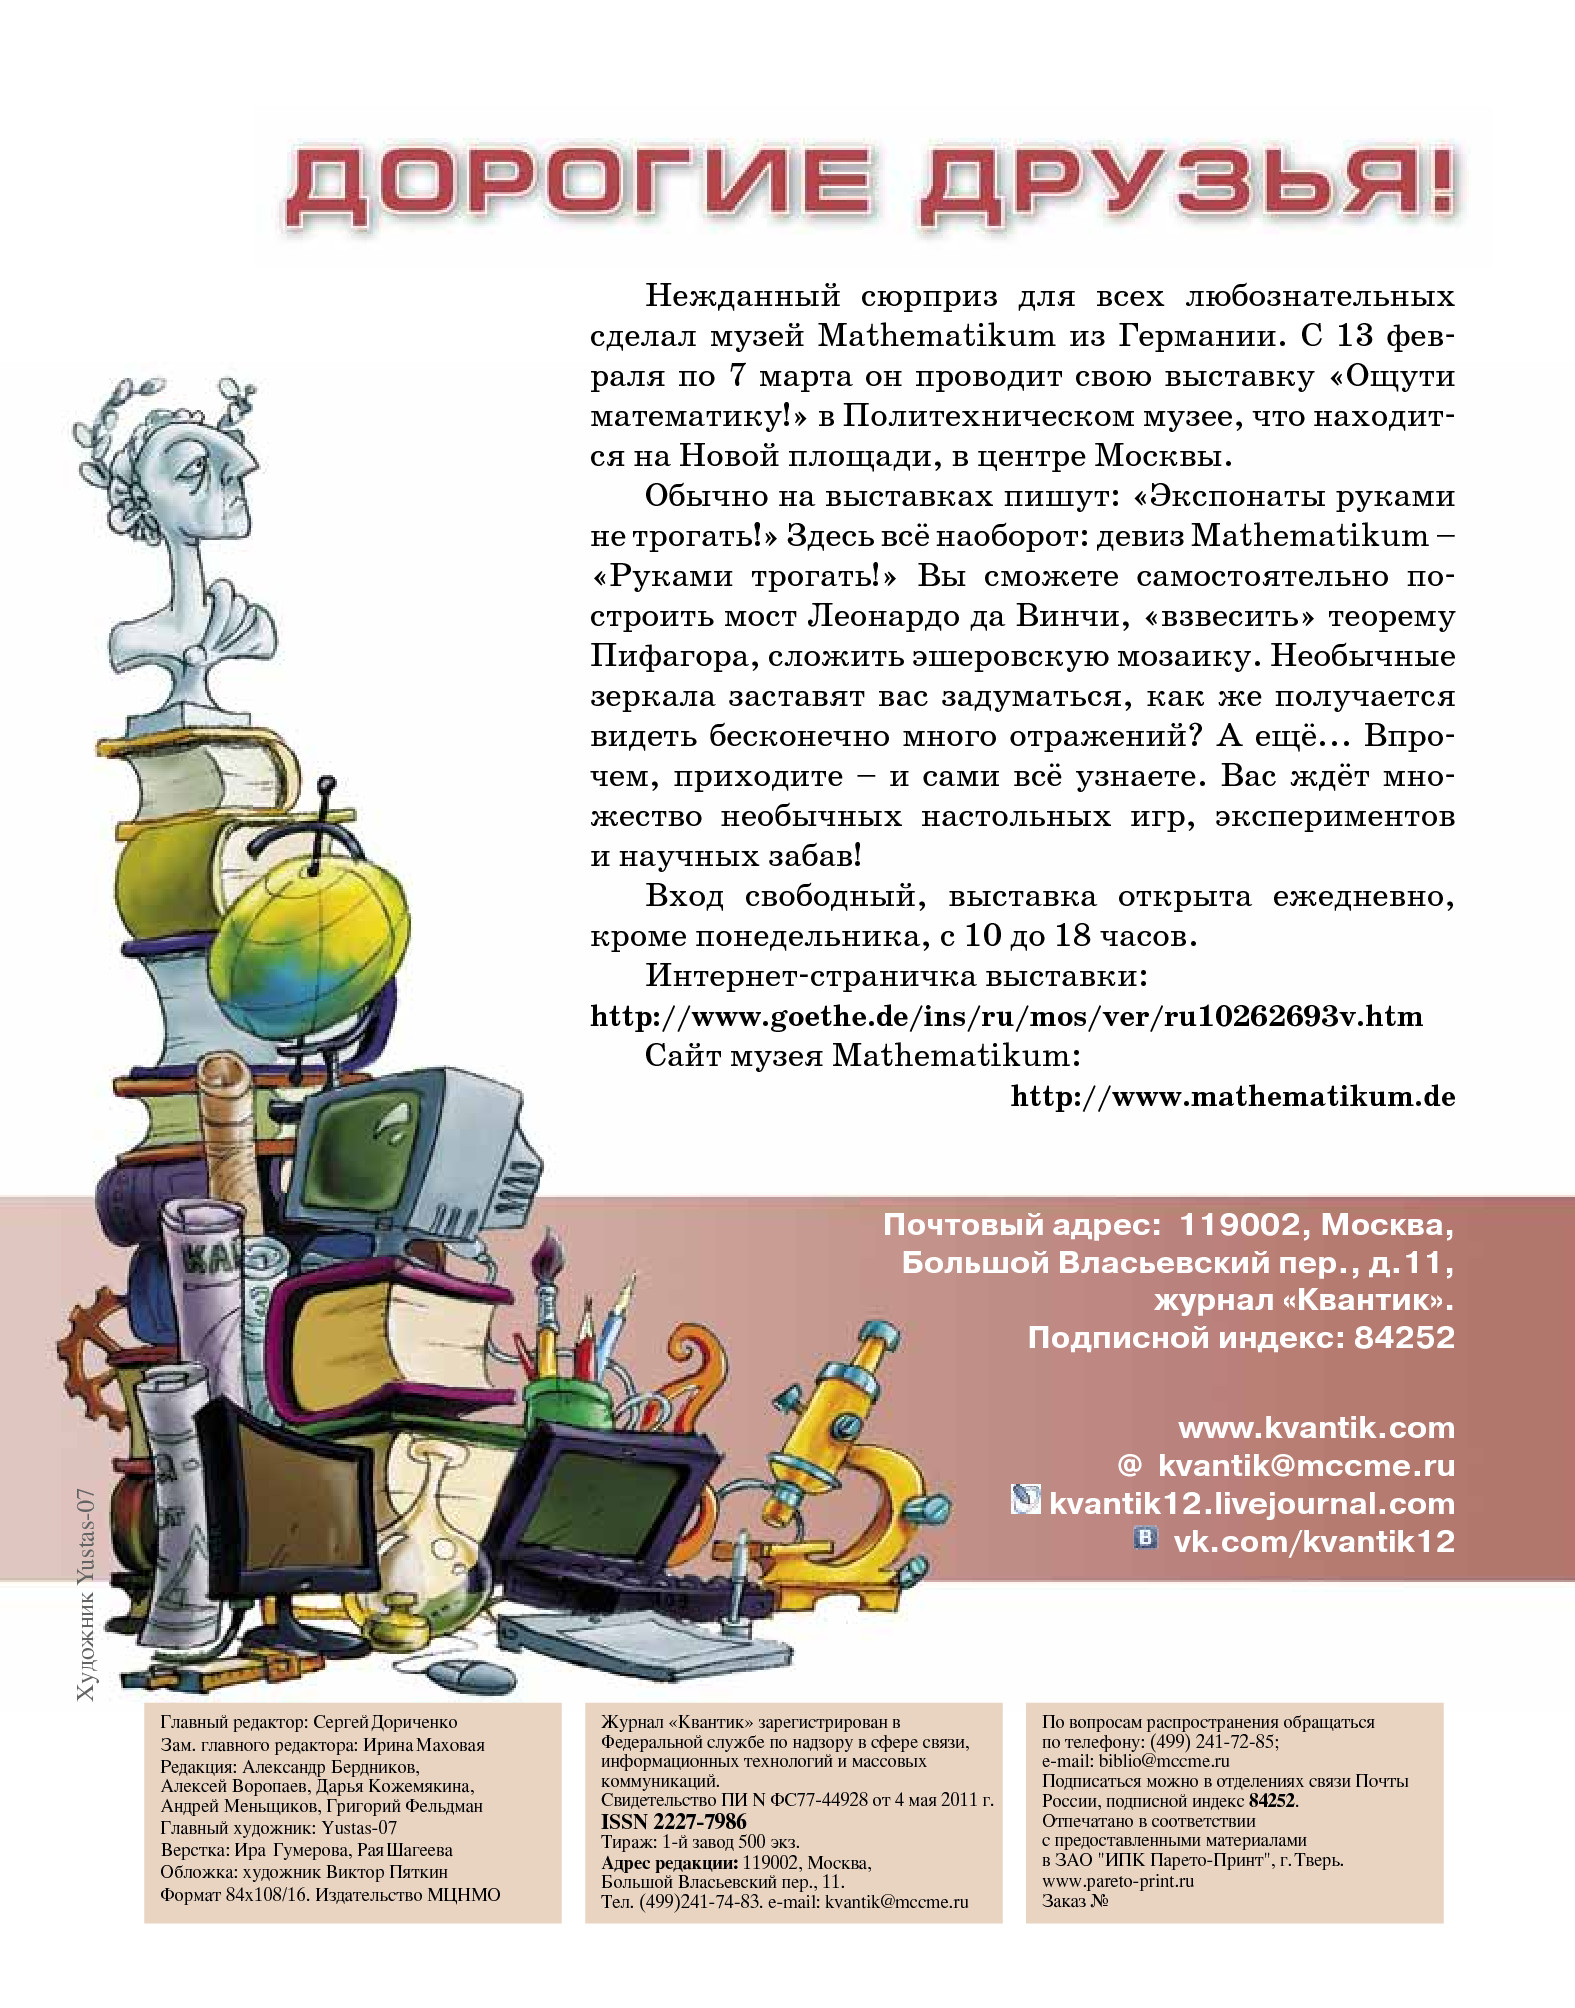 ДОРОГИЕ ДРУЗЬЯ!
Нежданный сюрприз для всех любознательных
сделал музей Mathematikum из Германии. С 13 фев-
раля по 7 марта он проводит свою выставку «Ощути
математику!» в Политехническом музее, что находит-
ся на Новой площади, в центре Москвы.
Обычно на выставках пишут: «Экспонаты руками
не трогать!» Здесь всё наоборот: девиз Mathematikum –
«Руками трогать!» Вы сможете самостоятельно по-
строить мост Леонардо да Винчи, «взвесить» теорему
Пифагора, сложить эшеровскую мозаику. Необычные
зеркала заставят вас задуматься, как же получается
видеть бесконечно много отражений? А ещё... Впро-
чем, приходите – и сами всё узнаете. Вас ждёт мно-
жество необычных настольных игр, экспериментов
и научных забав!
Вход свободный, выставка открыта ежедневно,
кроме понедельника, с 10 до 18 часов.
Интернет-страничка выставки:
http://www.goethe.de/ins/ru/mos/ver/ru10262693v.htm
Сайт музея Mathematikum:
http://www.mathematikum.de
Почтовый адрес: 119002, Москва,
Большой Власьевский пер., д.11,
журнал «Квантик».
Подписной индекс: 84252
www.kvantik.com
@ kvantik@mccme.ru
kvantik12.livejournal.com
B vk.com/kvantik12
КАР
Художник Yustas-07
Главный редактор: Сергей Дориченко
Зам. главного редактора: Ирина Маховая
Редакция: Александр Бердников,
Алексей Воропаев, Дарья Кожемякина,
Андрей Меньщиков, Григорий Фельдман
Главный художник: Yustas-07
Верстка: Ира Гумерова, Рая Шагеева
Обложка: художник Виктор Пяткин
Формат 84х108/16. Издательство МЦНМО
Журнал «Квантик» зарегистрирован в
Федеральной службе по надзору в сфере связи,
информационных технологий и массовых
коммуникаций.
Свидетельство ПИ N ФС77-44928 от 4 мая 2011 г.
ISSN 2227-7986
Тираж: 1-й завод 500 экз.
Адрес редакции: 119002, Москва,
Большой Власьевский пер., 11.
Тел. (499)241-74-83. e-mail: kvantik@mccme.ru
По вопросам распространения обращаться
по телефону: (499) 241-72-85;
e-mail: biblio@mccme.ru
Подписаться можно в отделениях связи Почты
России, подписной индекс 84252.
Отпечатано в соответствии
с предоставленными материалами
в ЗАО "ИПК Парето-Принт", г. Тверь.
www.pareto-print.ru
Заказ №